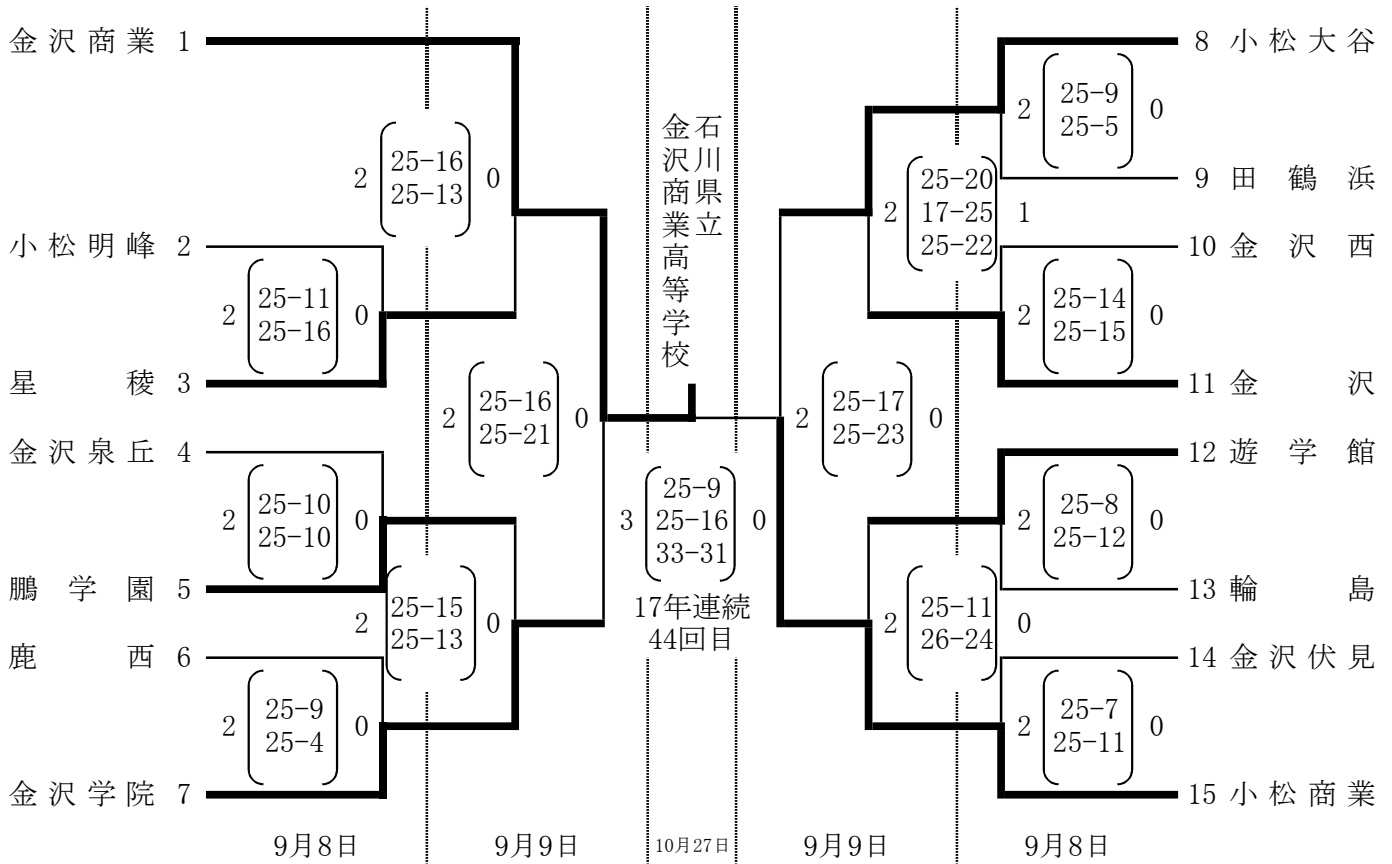 金沢商業 1
2 25-16 0
25-13
小松明峰 2
2 25-11 0
25-16
星稜 3
2 25-16 0
25-21
金沢泉丘 4
2 25-10 0
25-10
鵬学園 5
2 25-15 0
25-13
鹿西 6
2 25-9 0
25-4
金沢学院 7
石川県立
金沢商業高等学校
25-9
3 25-16 0
33-31
17年連続
44回目
8 小松大谷
2 25-9 0
25-5
9 田鶴浜
25-20
2 17-25 1
25-22
10 金沢西
2 25-14 0
25-15
11 金沢
2 25-17 0
25-23
12 遊学館
2 25-8 0
25-12
13 輪島
2 25-11 0
26-24
14 金沢伏見
2 25-7 0
25-11
15 小松商業
9月8日 9月9日 10月27日 9月9日 9月8日